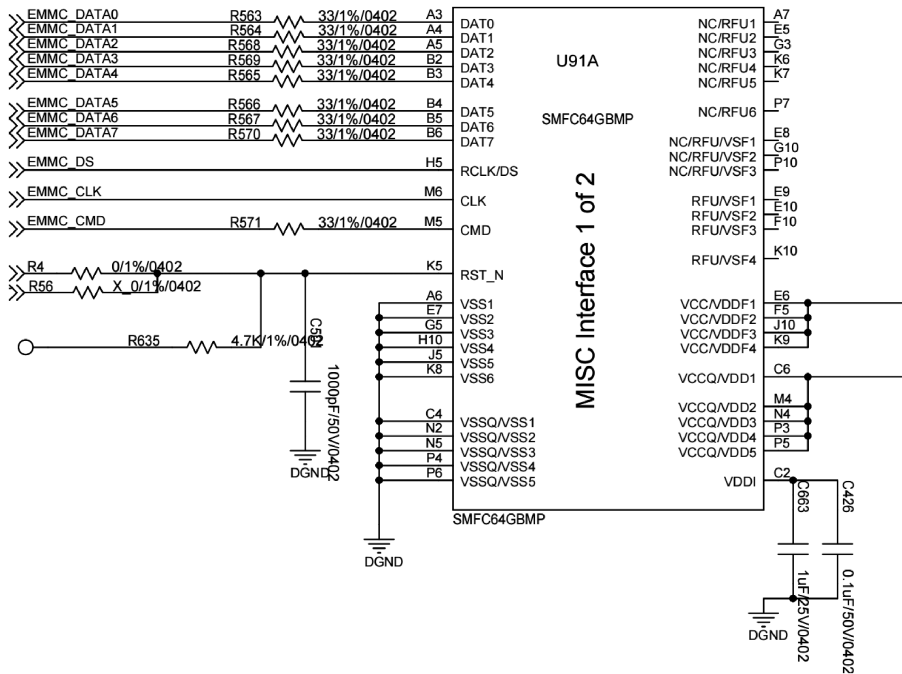 EMMC_DATA0 R563 33/1%/0402 A3 DAT0 NC/RFU1 A7
EMMC_DATA1 R564 33/1%/0402 A4 DAT1 NC/RFU2 E5
EMMC_DATA2 R568 33/1%/0402 A5 DAT2 NC/RFU3 G3
EMMC_DATA3 R569 33/1%/0402 B2 DAT3 U91A NC/RFU4 K6
EMMC_DATA4 R565 33/1%/0402 B3 DAT4 NC/RFU5 K7
EMMC_DATA5 R566 33/1%/0402 B4 DAT5 NC/RFU6 P7
EMMC_DATA6 R567 33/1%/0402 B5 DAT6 SMFC64GBMP
EMMC_DATA7 R570 33/1%/0402 B6 DAT7 NC/RFU/VSF1 E8
NC/RFU/VSF2 G10
EMMC_DS H5 RCLK/DS NC/RFU/VSF3 P10
EMMC_CLK M6 CLK RFU/VSF1 E9
RFU/VSF2 E10
EMMC_CMD R571 33/1%/0402 M5 CMD RFU/VSF3 F10
MISC Interface 1 of 2
RFU/VSF4 K10
R4 0/1%/0402 K5 RST_N
R56 X_0/1%/0402
A6 VSS1 VCC/VDDF1 E6
E7 VSS2 VCC/VDDF2 F5
G5 VSS3 VCC/VDDF3 J10
R635 4.7K/1%/0402 H10 VSS4 VCC/VDDF4 K9
J5 VSS5
K8 VSS6 VCCQ/VDD1 C6
1000pF/50V/0402
VCCQ/VDD2 M4
C4 VSSQ/VSS1 VCCQ/VDD3 N4
N2 VSSQ/VSS2 VCCQ/VDD4 P3
N5 VSSQ/VSS3 VCCQ/VDD5 P5
P4 VSSQ/VSS4
P6 VSSQ/VSS5 VDDI C2
DGND
SMFC64GBMP
C663
C426
DGND
1uF/25V/0402
0.1uF/50V/0402
DGND